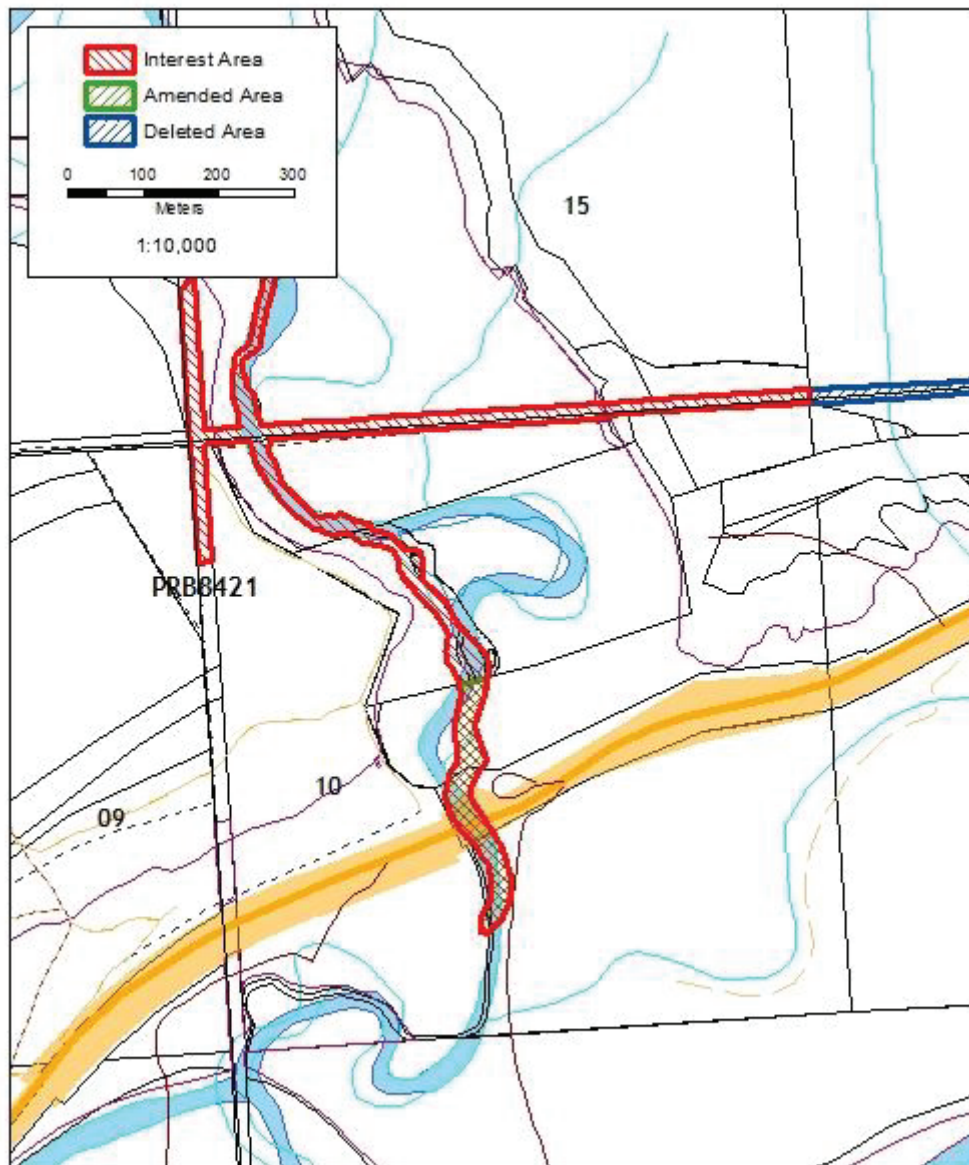 Interest Area
Amended Area
Deleted Area
0 100 200 300
Meters
1:10,000
15
PRB8421
10
09